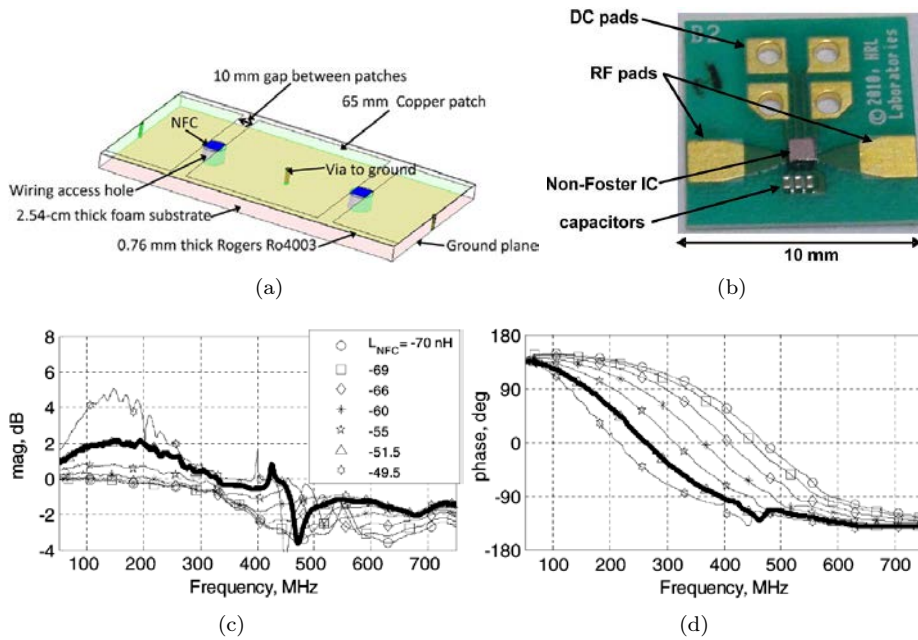 10 mm gap between patches
65 mm Copper patch
NFC
Via to ground
Wiring access hole
2.54-cm thick foam substrate
0.76 mm thick Rogers Ro4003
Ground plane
(a)
DC pads
B2
RF pads
© 2010, HRL
Laboratories
Non-Foster IC
capacitors
10 mm
(b)
8
6
4
2
0
-2
-4
mag, dB
L_NFC = -70 nH
-69
-66
-60
-55
-51.5
-49.5
100 200 300 400 500 600 700
Frequency, MHz
(c)
180
90
0
-90
-180
phase, deg
100 200 300 400 500 600 700
Frequency, MHz
(d)